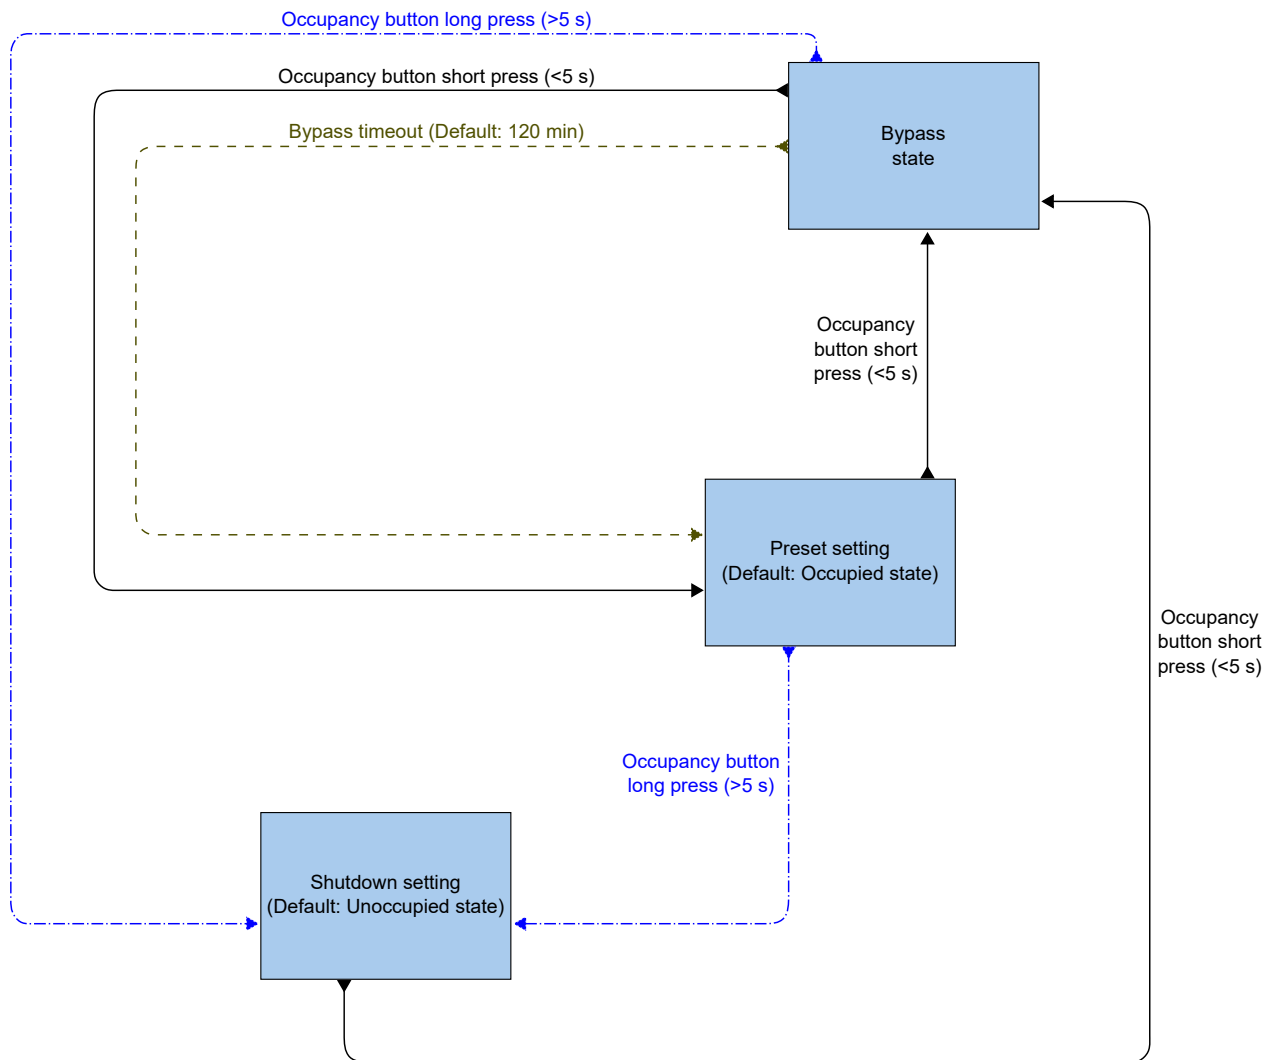 Occupancy button long press (>5 s)
Occupancy button short press (<5 s)
Bypass timeout (Default: 120 min)
Bypass
state
Occupancy
button short
press (<5 s)
Preset setting
(Default: Occupied state)
Occupancy
button short
press (<5 s)
Occupancy button
long press (>5 s)
Shutdown setting
(Default: Unoccupied state)